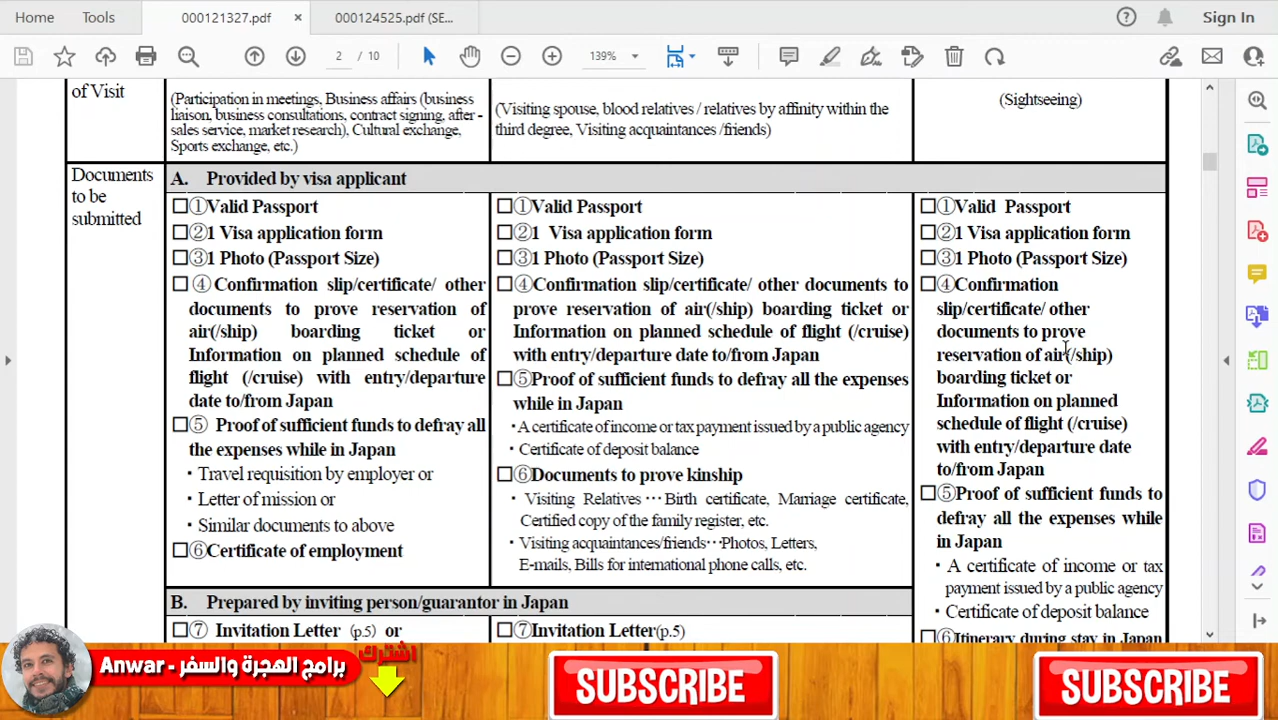 Home
Tools
000121327.pdf
×
000124525.pdf (SE...
?
Sign In
2 / 10
139%
of Visit
(Participation in meetings, Business affairs (business
liaison, business consultations, contract signing, after -
sales service, market research), Cultural exchange,
Sports exchange, etc.)
(Visiting spouse, blood relatives / relatives by affinity within the
third degree, Visiting acquaintances /friends)
(Sightseeing)
Documents
to be
submitted
A. Provided by visa applicant
□①Valid Passport
□②1 Visa application form
□③1 Photo (Passport Size)
□④ Confirmation slip/certificate/ other
documents to prove reservation of
air(/ship) boarding ticket or
Information on planned schedule of
flight (/cruise) with entry/departure
date to/from Japan
□⑤ Proof of sufficient funds to defray all
the expenses while in Japan
・Travel requisition by employer or
・Letter of mission or
・Similar documents to above
□⑥Certificate of employment
□①Valid Passport
□②1 Visa application form
□③1 Photo (Passport Size)
□④Confirmation slip/certificate/ other documents to
prove reservation of air(/ship) boarding ticket or
Information on planned schedule of flight (/cruise)
with entry/departure date to/from Japan
□⑤Proof of sufficient funds to defray all the expenses
while in Japan
・A certificate of income or tax payment issued by a public agency
・Certificate of deposit balance
□⑥Documents to prove kinship
・Visiting Relatives… Birth certificate, Marriage certificate,
Certified copy of the family register, etc.
・Visiting acquaintances/friends…Photos, Letters,
E-mails, Bills for international phone calls, etc.
□①Valid Passport
□②1 Visa application form
□③1 Photo (Passport Size)
□④Confirmation
slip/certificate/ other
documents to prove
reservation of air(/ship)
boarding ticket or
Information on planned
schedule of flight (/cruise)
with entry/departure date
to/from Japan
□⑤Proof of sufficient funds to
defray all the expenses while
in Japan
・A certificate of income or tax
payment issued by a public agency
・Certificate of deposit balance
□⑥Itinerary during stay in Japan
B. Prepared by inviting person/guarantor in Japan
□⑦ Invitation Letter (p.5) or
□⑦Invitation Letter(p.5)
برامج الهجرة والسفر - Anwar
اشترك
SUBSCRIBE
SUBSCRIBE